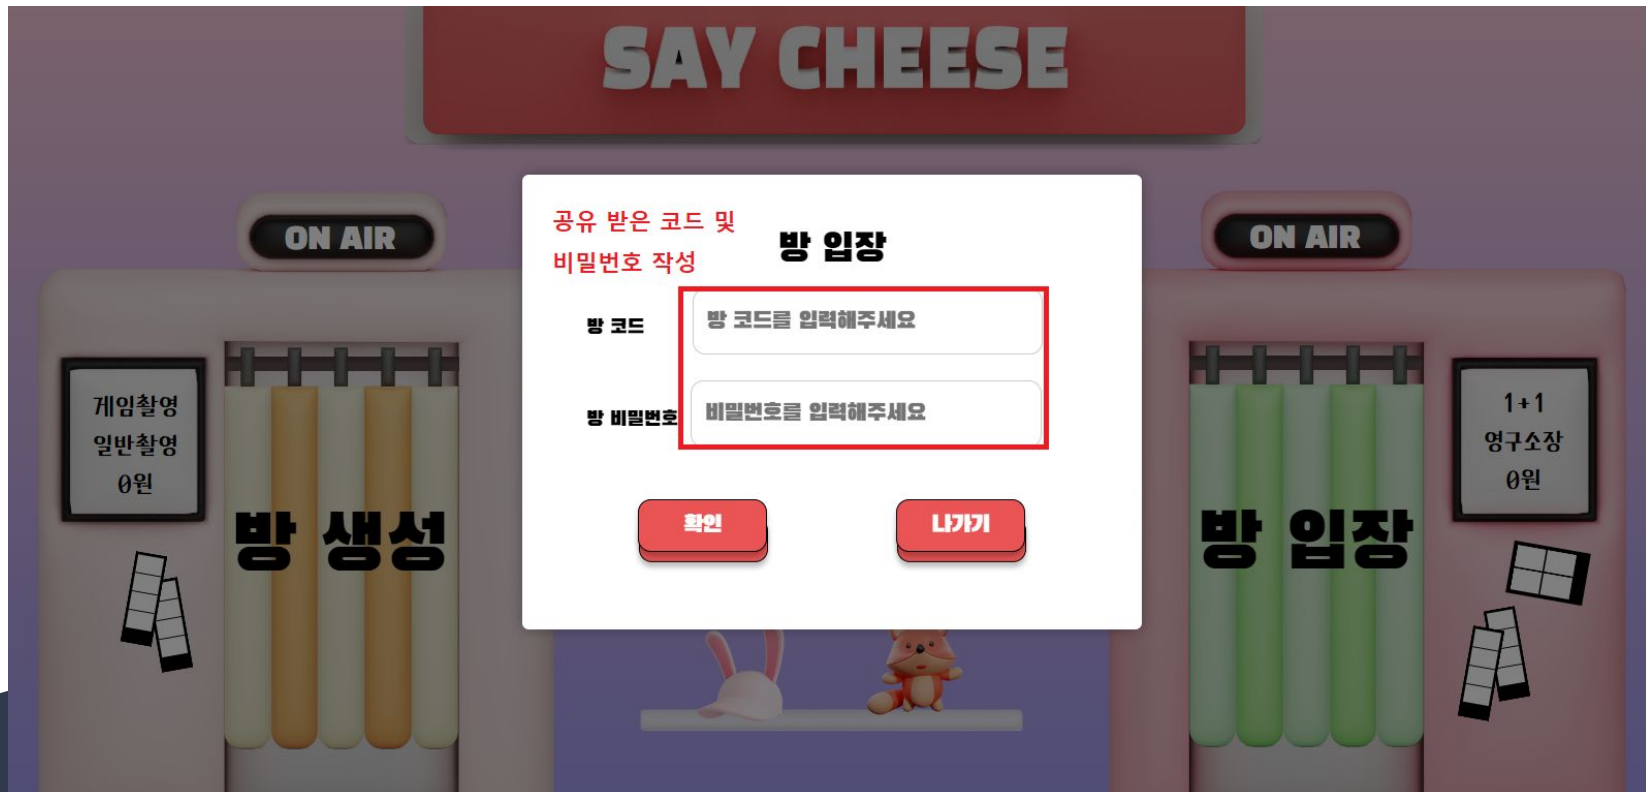 SAY CHEESE
ON AIR
ON AIR
공유 받은 코드 및
비밀번호 작성
방 입장
방 코드
방 코드를 입력해주세요
방 비밀번호
비밀번호를 입력해주세요
확인
나가기
게임촬영
일반촬영
0원
방 생성
1+1
영구소장
0원
방 입장